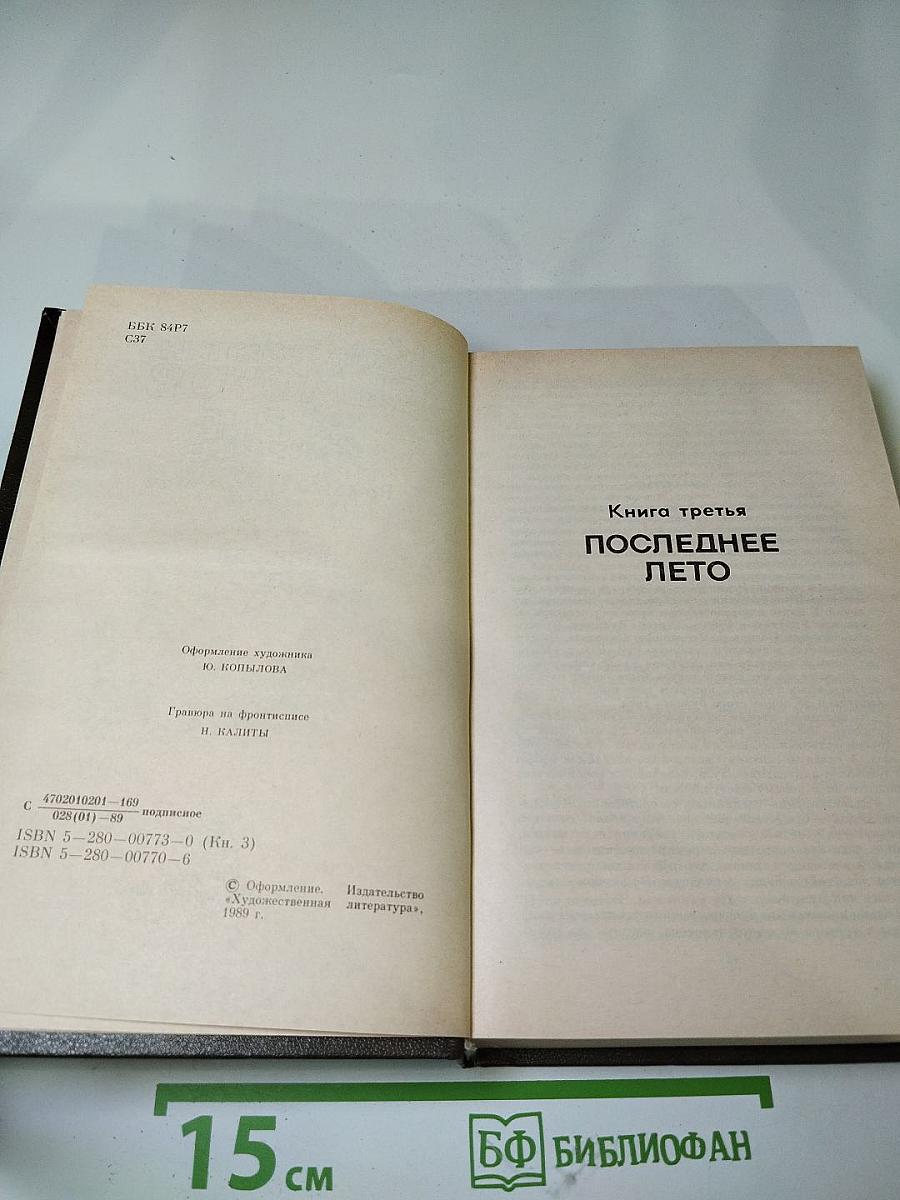 ББК 84Р7
С37
Оформление художника
Ю. КОПЫЛОВА
Гравюра на фронтисписе
Н. КАЛИТЫ
С 4702010201—169
028(01)—89 подписное
ISBN 5—280—00773—0 (Кн. 3)
ISBN 5—280—00770—6
© Оформление. Издательство
«Художественная литература»,
1989 г.
Книга третья
ПОСЛЕДНЕЕ
ЛЕТО
15 см
БФ БИБЛИОФАН